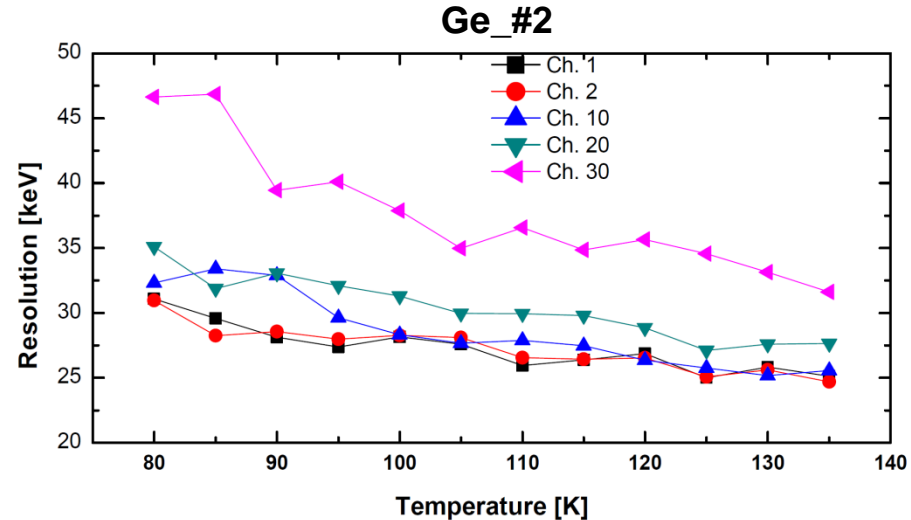 Ge_#2
50
45
40
35
30
25
20
Resolution [keV]
Ch. 1
Ch. 2
Ch. 10
Ch. 20
Ch. 30
80 90 100 110 120 130 140
Temperature [K]